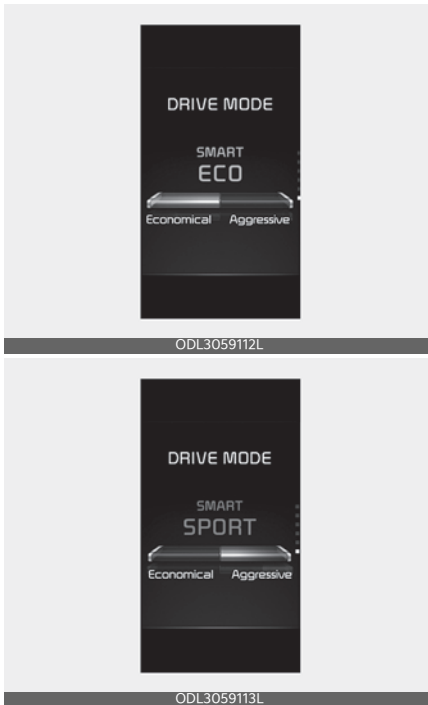 DRIVE MODE
SMART
ECO
Economical Aggressive
ODL3059112L
DRIVE MODE
SMART
SPORT
Economical Aggressive
ODL3059113L